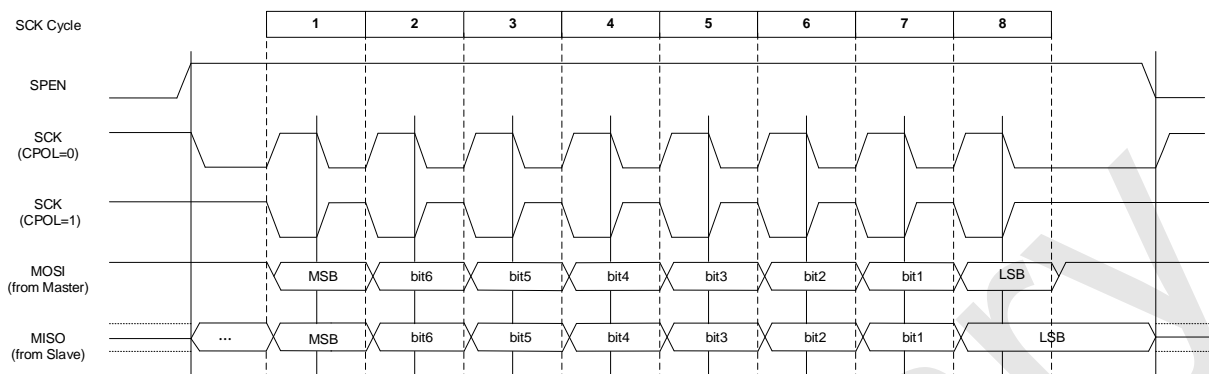 SCK Cycle 1 2 3 4 5 6 7 8
SPEN
SCK
(CPOL=0)
SCK
(CPOL=1)
MOSI
(from Master)
MSB bit6 bit5 bit4 bit3 bit2 bit1 LSB
MISO
(from Slave)
... MSB bit6 bit5 bit4 bit3 bit2 bit1 LSB